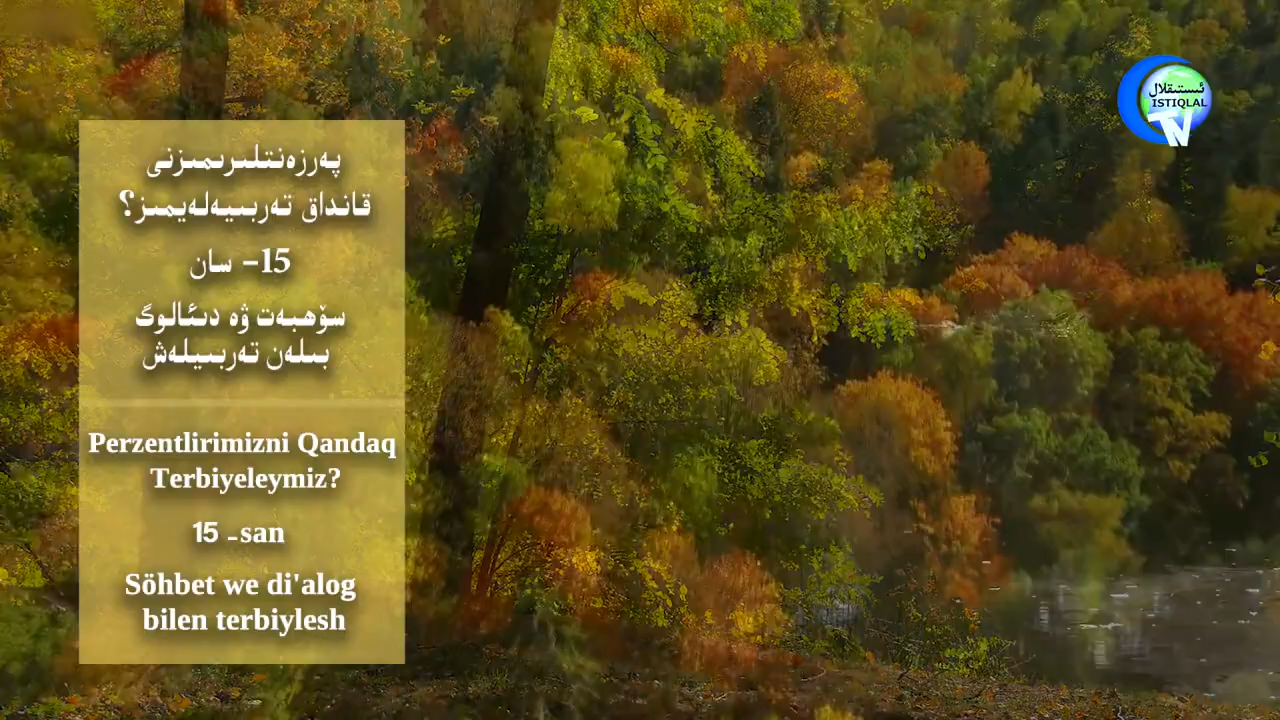 پەرزەنتلىرىمىزنى
قانداق تەربىيەلەيمىز؟
15- سان
سۆھبەت ۋە دىئالوگ
بىلەن تەربىيىلەش
Perzentlirimizni Qandaq
Terbiyeleymiz?
15 -san
Söhbet we di'alog
bilen terbiylesh
ئىستىقلال
ISTIQLAL
TV